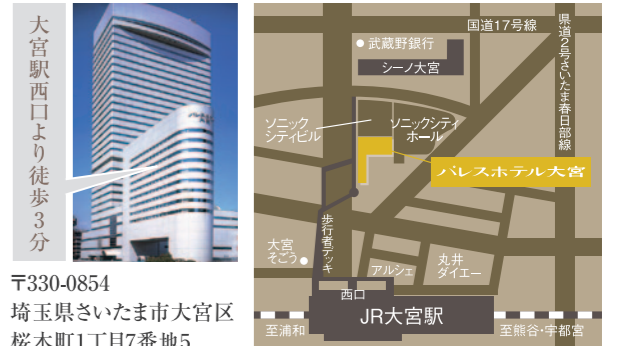 大宮駅西口より徒歩3分
〒330-0854
埼玉県さいたま市大宮区
桜木町1丁目7番地5
国道17号線
県道2号さいたま春日部線
武蔵野銀行
シーノ大宮
ソニック
シティビル
ソニックシティ
ホール
パレスホテル大宮
歩行者デッキ
大宮
そごう
アルシェ
丸井
ダイエー
西口
JR大宮駅
至浦和
至熊谷・宇都宮